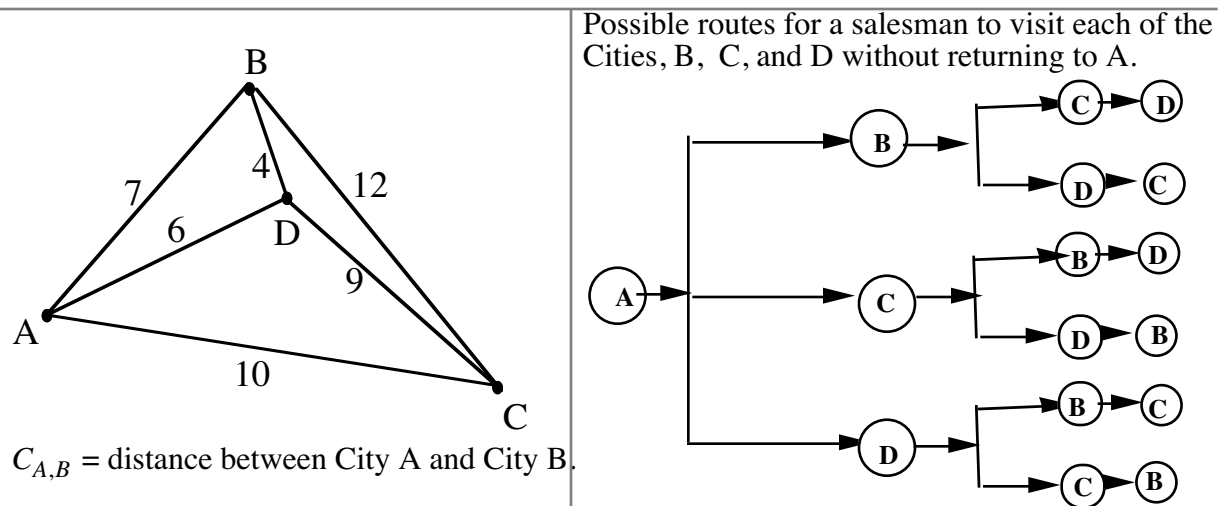 B
7
4
12
6
D
9
A
10
C
C_{A,B} = distance between City A and City B.
Possible routes for a salesman to visit each of the
Cities, B, C, and D without returning to A.
C D
B
D C
B D
A C
D B
B C
D
C B